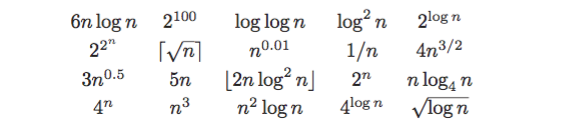 6n log n 2^100 log log n log^2 n 2^{log n}
2^{2^n} ⌈√n⌉ n^0.01 1/n 4n^{3/2}
3n^0.5 5n ⌊2n log^2 n⌋ 2^n n log_4 n
4^n n^3 n^2 log n 4^{log n} √(log n)